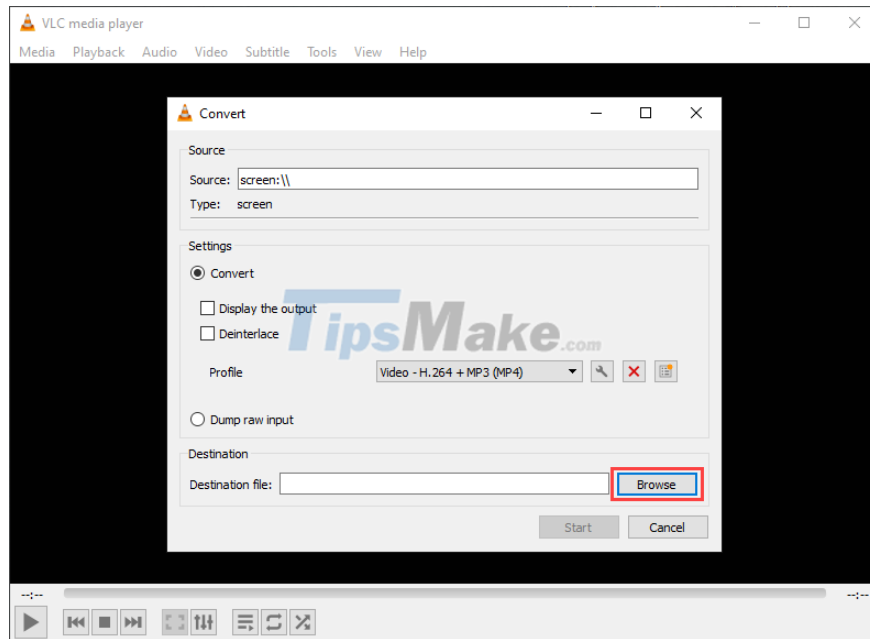 VLC media player
Media Playback Audio Video Subtitle Tools View Help
Convert
Source
Source: screen:\\
Type: screen
Settings
Convert
Display the output
Deinterlace
TipsMake.com
Profile Video - H.264 + MP3 (MP4)
Dump raw input
Destination
Destination file: Browse
Start Cancel
--:-- --:--